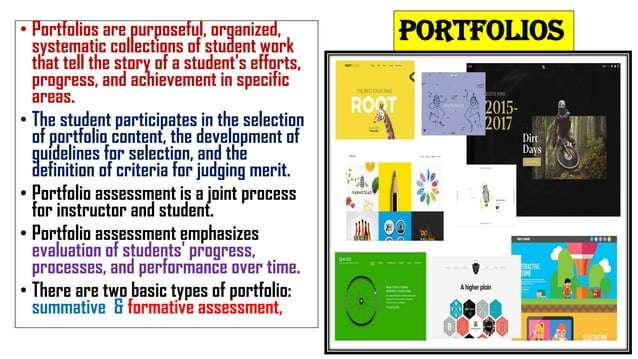 • Portfolios are purposeful, organized,
systematic collections of student work
that tell the story of a student's efforts,
progress, and achievement in specific
areas.
• The student participates in the selection
of portfolio content, the development of
guidelines for selection, and the
definition of criteria for judging merit.
• Portfolio assessment is a joint process
for instructor and student.
• Portfolio assessment emphasizes
evaluation of students' progress,
processes, and performance over time.
• There are two basic types of portfolio:
summative & formative assessment,
PORTFOLIOS
ROOT
2015-
2017
Dirt
Days
A higher plain